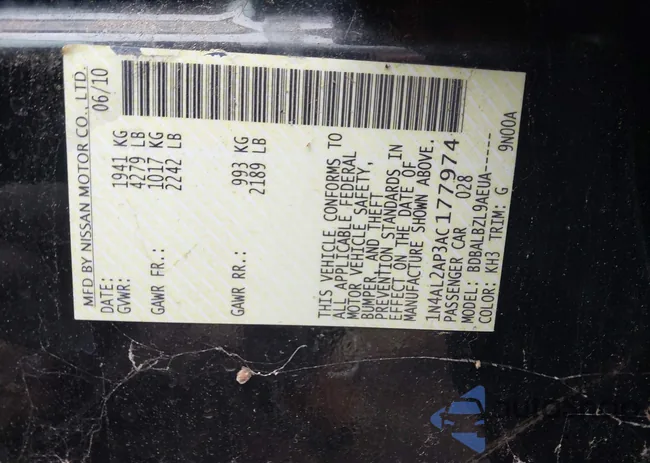 MFD BY NISSAN MOTOR CO., LTD.
DATE: 06/10
GVWR: 1941 KG
4279 LB
GAWR FR.: 1017 KG
2242 LB
GAWR RR.: 993 KG
2189 LB
THIS VEHICLE CONFORMS TO
ALL APPLICABLE FEDERAL
MOTOR VEHICLE SAFETY,
BUMPER, AND THEFT
PREVENTION STANDARDS IN
EFFECT ON THE DATE OF
MANUFACTURE SHOWN ABOVE.
1N4AL2AP3AC177974
PASSENGER CAR 028
MODEL: BDBALBZL9AEUA-----
COLOR: KH3 TRIM: G 9N00A